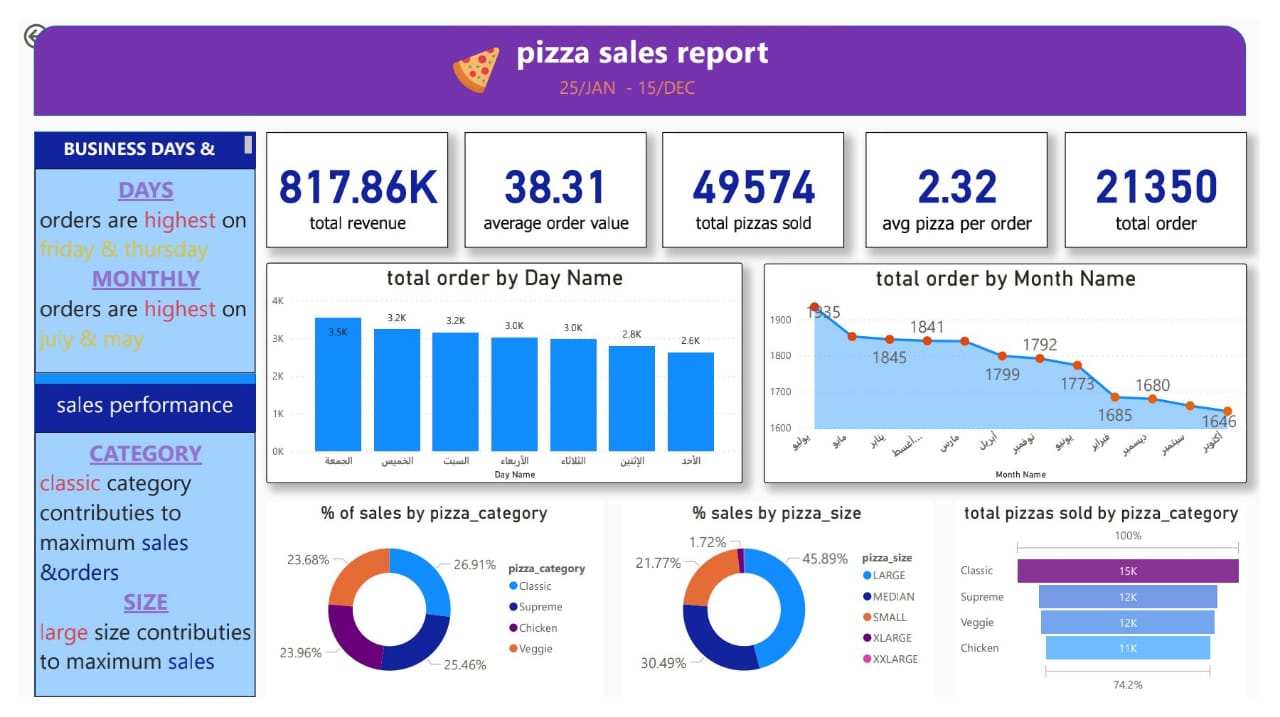 pizza sales report
25/JAN - 15/DEC
BUSINESS DAYS &
DAYS
orders are highest on
friday & thursday
MONTHLY
orders are highest on
july & may
sales performance
CATEGORY
classic category
contributies to
maximum sales
&orders
SIZE
large size contributies
to maximum sales
817.86K
total revenue
38.31
average order value
49574
total pizzas sold
2.32
avg pizza per order
21350
total order
total order by Day Name
4K
3K
2K
1K
0K
3.5K
3.2K
3.2K
3.0K
3.0K
2.8K
2.6K
الجمعة
الخميس
السبت
الأربعاء
الثلاثاء
الإثنين
الأحد
Day Name
total order by Month Name
1900
1800
1700
1600
1935
1845
1841
1799
1792
1773
1685
1680
1646
يوليو
مايو
يناير
أغسط...
مارس
أبريل
نوفمبر
يونيو
فبراير
ديسمبر
سبتمبر
أكتوبر
Month Name
% of sales by pizza_category
23.68%
26.91%
23.96%
25.46%
pizza_category
Classic
Supreme
Chicken
Veggie
% sales by pizza_size
1.72%
21.77%
45.89%
30.49%
pizza_size
LARGE
MEDIAN
SMALL
XLARGE
XXLARGE
total pizzas sold by pizza_category
100%
Classic 15K
Supreme 12K
Veggie 12K
Chicken 11K
74.2%